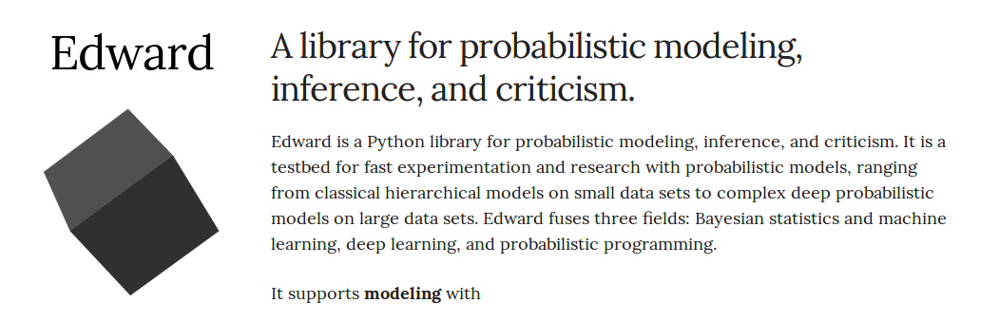 Edward
A library for probabilistic modeling,
inference, and criticism.
Edward is a Python library for probabilistic modeling, inference, and criticism. It is a
testbed for fast experimentation and research with probabilistic models, ranging
from classical hierarchical models on small data sets to complex deep probabilistic
models on large data sets. Edward fuses three fields: Bayesian statistics and machine
learning, deep learning, and probabilistic programming.
It supports modeling with